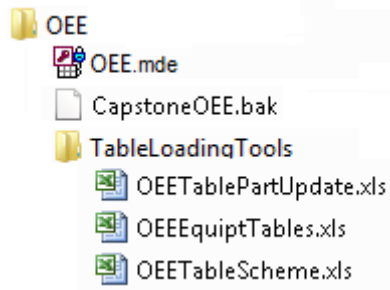 OEE
OEE.mde
CapstoneOEE.bak
TableLoadingTools
OEETablePartUpdate.xls
OEEEquiptTables.xls
OEETableScheme.xls